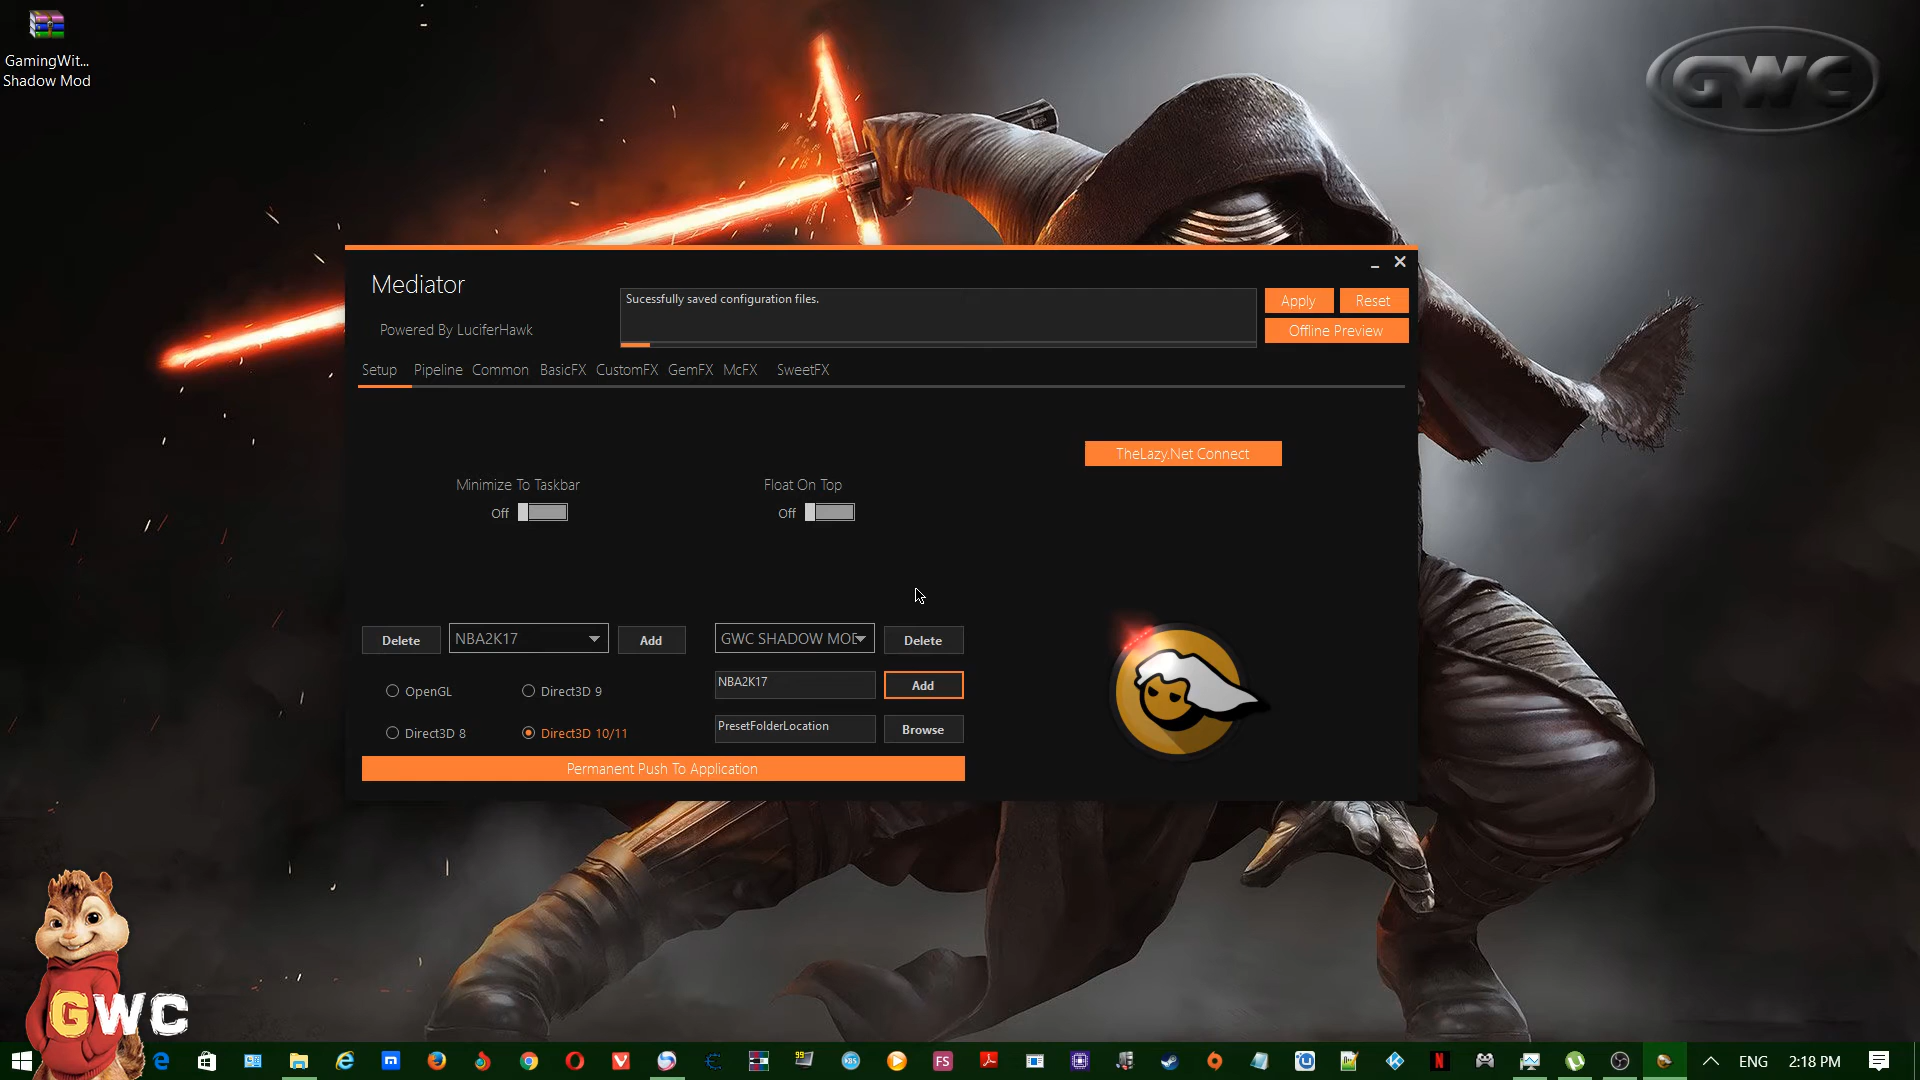 GamingWit...
Shadow Mod
GWC
Mediator
Powered By LuciferHawk
Sucessfully saved configuration files.
Apply
Reset
Offline Preview
Setup
Pipeline
Common
BasicFX
CustomFX
GemFX
McFX
SweetFX
TheLazy.Net Connect
Minimize To Taskbar
Off
Float On Top
Off
Delete
NBA2K17
Add
GWC SHADOW MOD
Delete
OpenGL
Direct3D 9
NBA2K17
Add
Direct3D 8
Direct3D 10/11
PresetFolderLocation
Browse
Permanent Push To Application
GWC
FS
99
N
ENG
2:18 PM